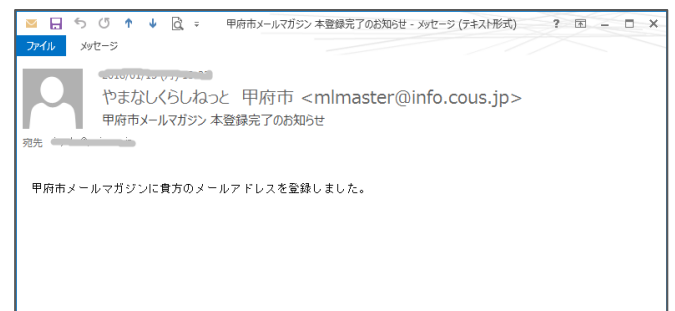 甲府市メールマガジン 本登録完了のお知らせ - メッセージ (テキスト形式)
ファイル メッセージ
やまなしくらしねっと 甲府市 <mlmaster@info.cous.jp>
甲府市メールマガジン 本登録完了のお知らせ
宛先
甲府市メールマガジンに貴方のメールアドレスを登録しました。